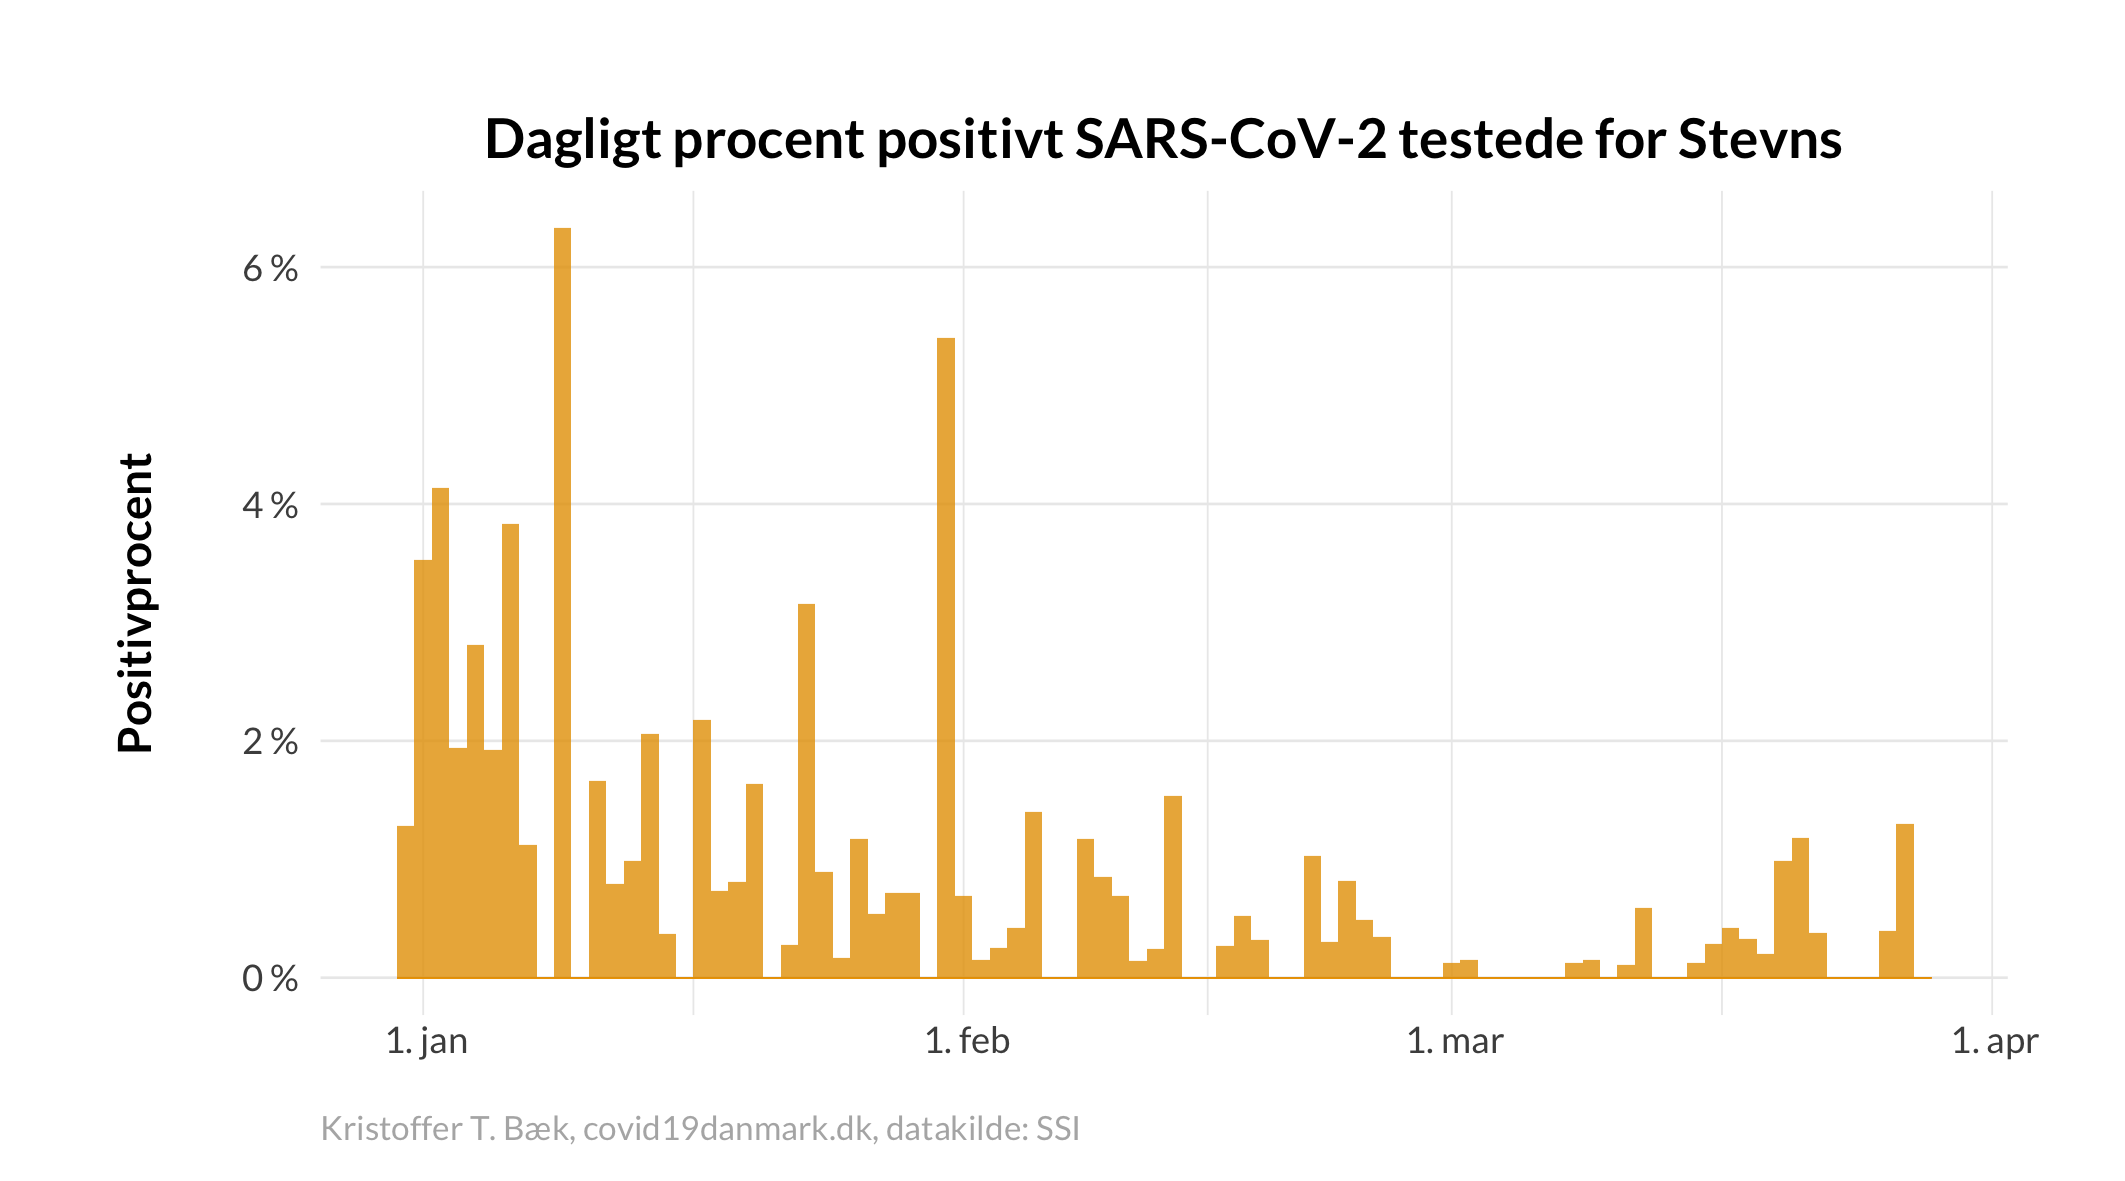 Dagligt procent positivt SARS-CoV-2 testede for Stevns
Positivprocent
6 %
4 %
2 %
0 %
1. jan
1. feb
1. mar
1. apr
Kristoffer T. Bæk, covid19danmark.dk, datakilde: SSI